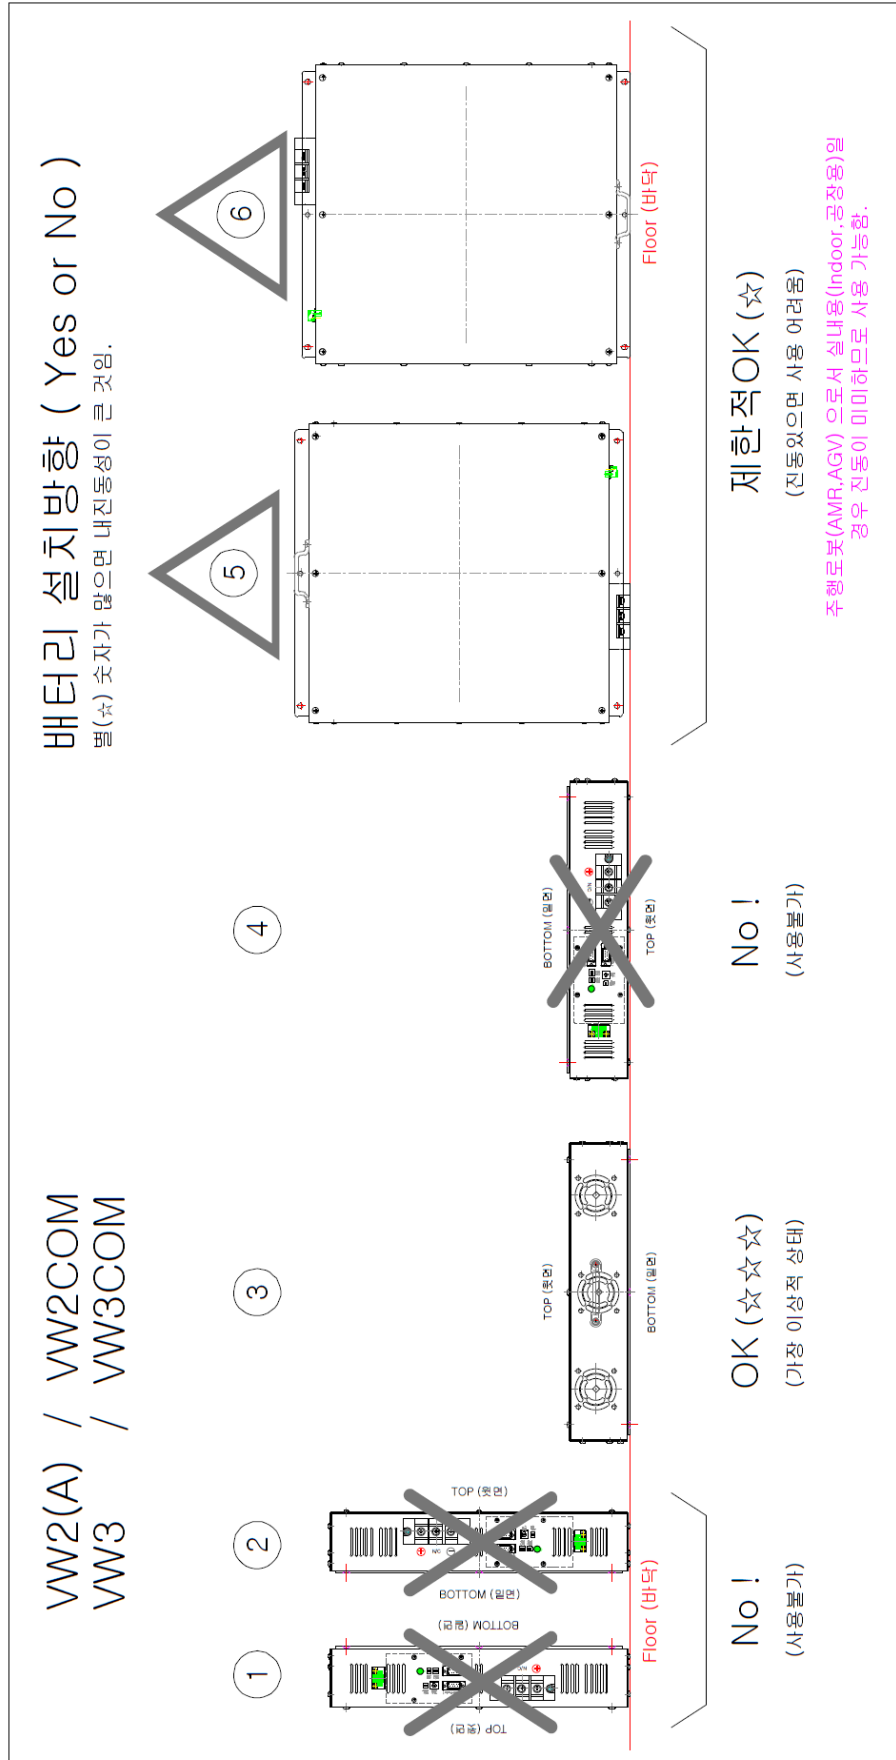 VW2(A) / VW2COM
VW3 / VW3COM
배터리 설치방향 ( Yes or No )
별(☆) 숫자가 많으면 내진동성이 큰 것임.
1
2
3
4
5
6
TOP (윗면)
BOTTOM (밑면)
BOTTOM (밑면)
TOP (윗면)
TOP (윗면)
BOTTOM (밑면)
BOTTOM (밑면)
TOP (윗면)
N/C
N/C
N/C
Floor (바닥)
Floor (바닥)
No !
(사용불가)
OK (☆☆☆)
(가장 이상적 상태)
No !
(사용불가)
제한적OK (☆)
(진동있으면 사용 어려움)
주행로봇(AMR,AGV) 으로서 실내용(Indoor,공장용)일
경우 진동이 미미하므로 사용 가능함.